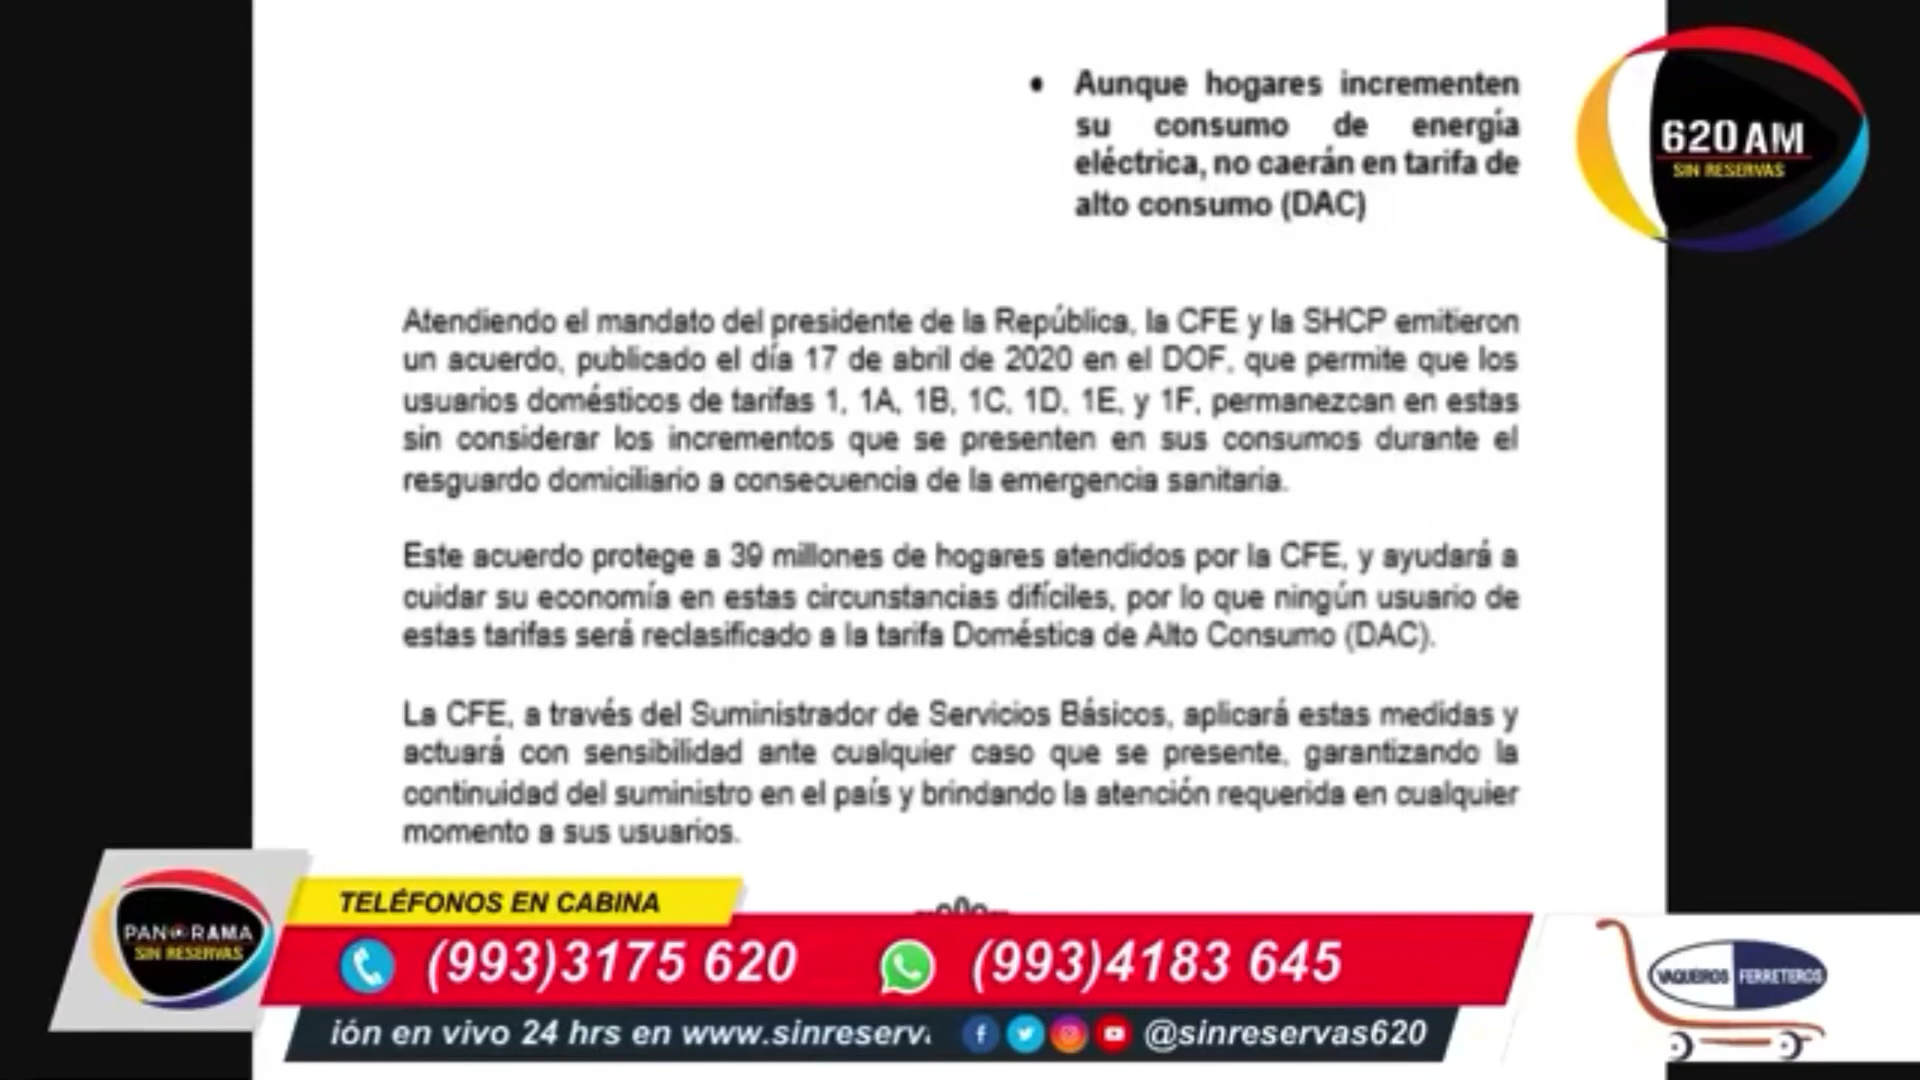 • Aunque hogares incrementen
su consumo de energía
eléctrica, no caerán en tarifa de
alto consumo (DAC)
620 AM
SIN RESERVAS
Atendiendo el mandato del presidente de la República, la CFE y la SHCP emitieron
un acuerdo, publicado el día 17 de abril de 2020 en el DOF, que permite que los
usuarios domésticos de tarifas 1, 1A, 1B, 1C, 1D, 1E, y 1F, permanezcan en estas
sin considerar los incrementos que se presenten en sus consumos durante el
resguardo domiciliario a consecuencia de la emergencia sanitaria.
Este acuerdo protege a 39 millones de hogares atendidos por la CFE, y ayudará a
cuidar su economía en estas circunstancias difíciles, por lo que ningún usuario de
estas tarifas será reclasificado a la tarifa Doméstica de Alto Consumo (DAC).
La CFE, a través del Suministrador de Servicios Básicos, aplicará estas medidas y
actuará con sensibilidad ante cualquier caso que se presente, garantizando la
continuidad del suministro en el país y brindando la atención requerida en cualquier
momento a sus usuarios.
PANORAMA
SIN RESERVAS
TELÉFONOS EN CABINA
(993)3175 620 (993)4183 645
ión en vivo 24 hrs en www.sinreserv @sinreservas620
VAQUEIROS FERRETEROS